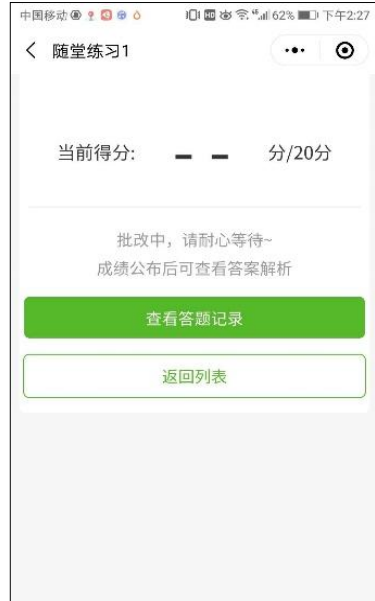 中国移动 HD 4G 62% 下午2:27
随堂练习1
当前得分: – – 分/20分
批改中，请耐心等待~
成绩公布后可查看答案解析
查看答题记录
返回列表